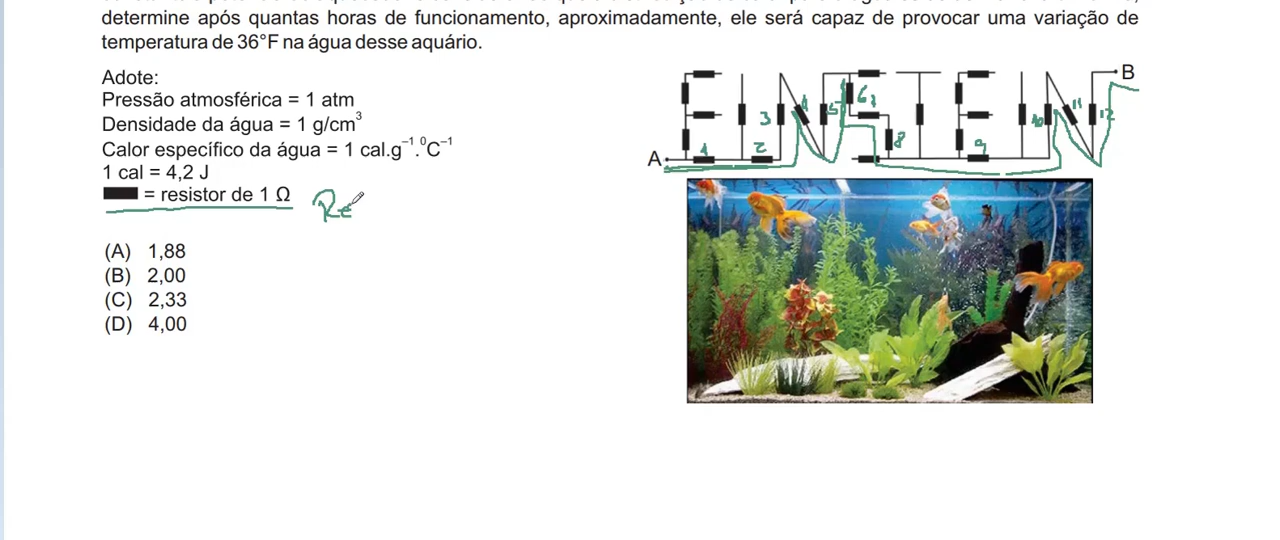 determine após quantas horas de funcionamento, aproximadamente, ele será capaz de provocar uma variação de
temperatura de 36°F na água desse aquário.
Adote:
Pressão atmosférica = 1 atm
Densidade da água = 1 g/cm³
Calor específico da água = 1 cal.g⁻¹.⁰C⁻¹
1 cal = 4,2 J
= resistor de 1 Ω
Re
(A) 1,88
(B) 2,00
(C) 2,33
(D) 4,00
EINSTEIN
A
B
1 2 3 4 5 6 7 8 9 10 11 12